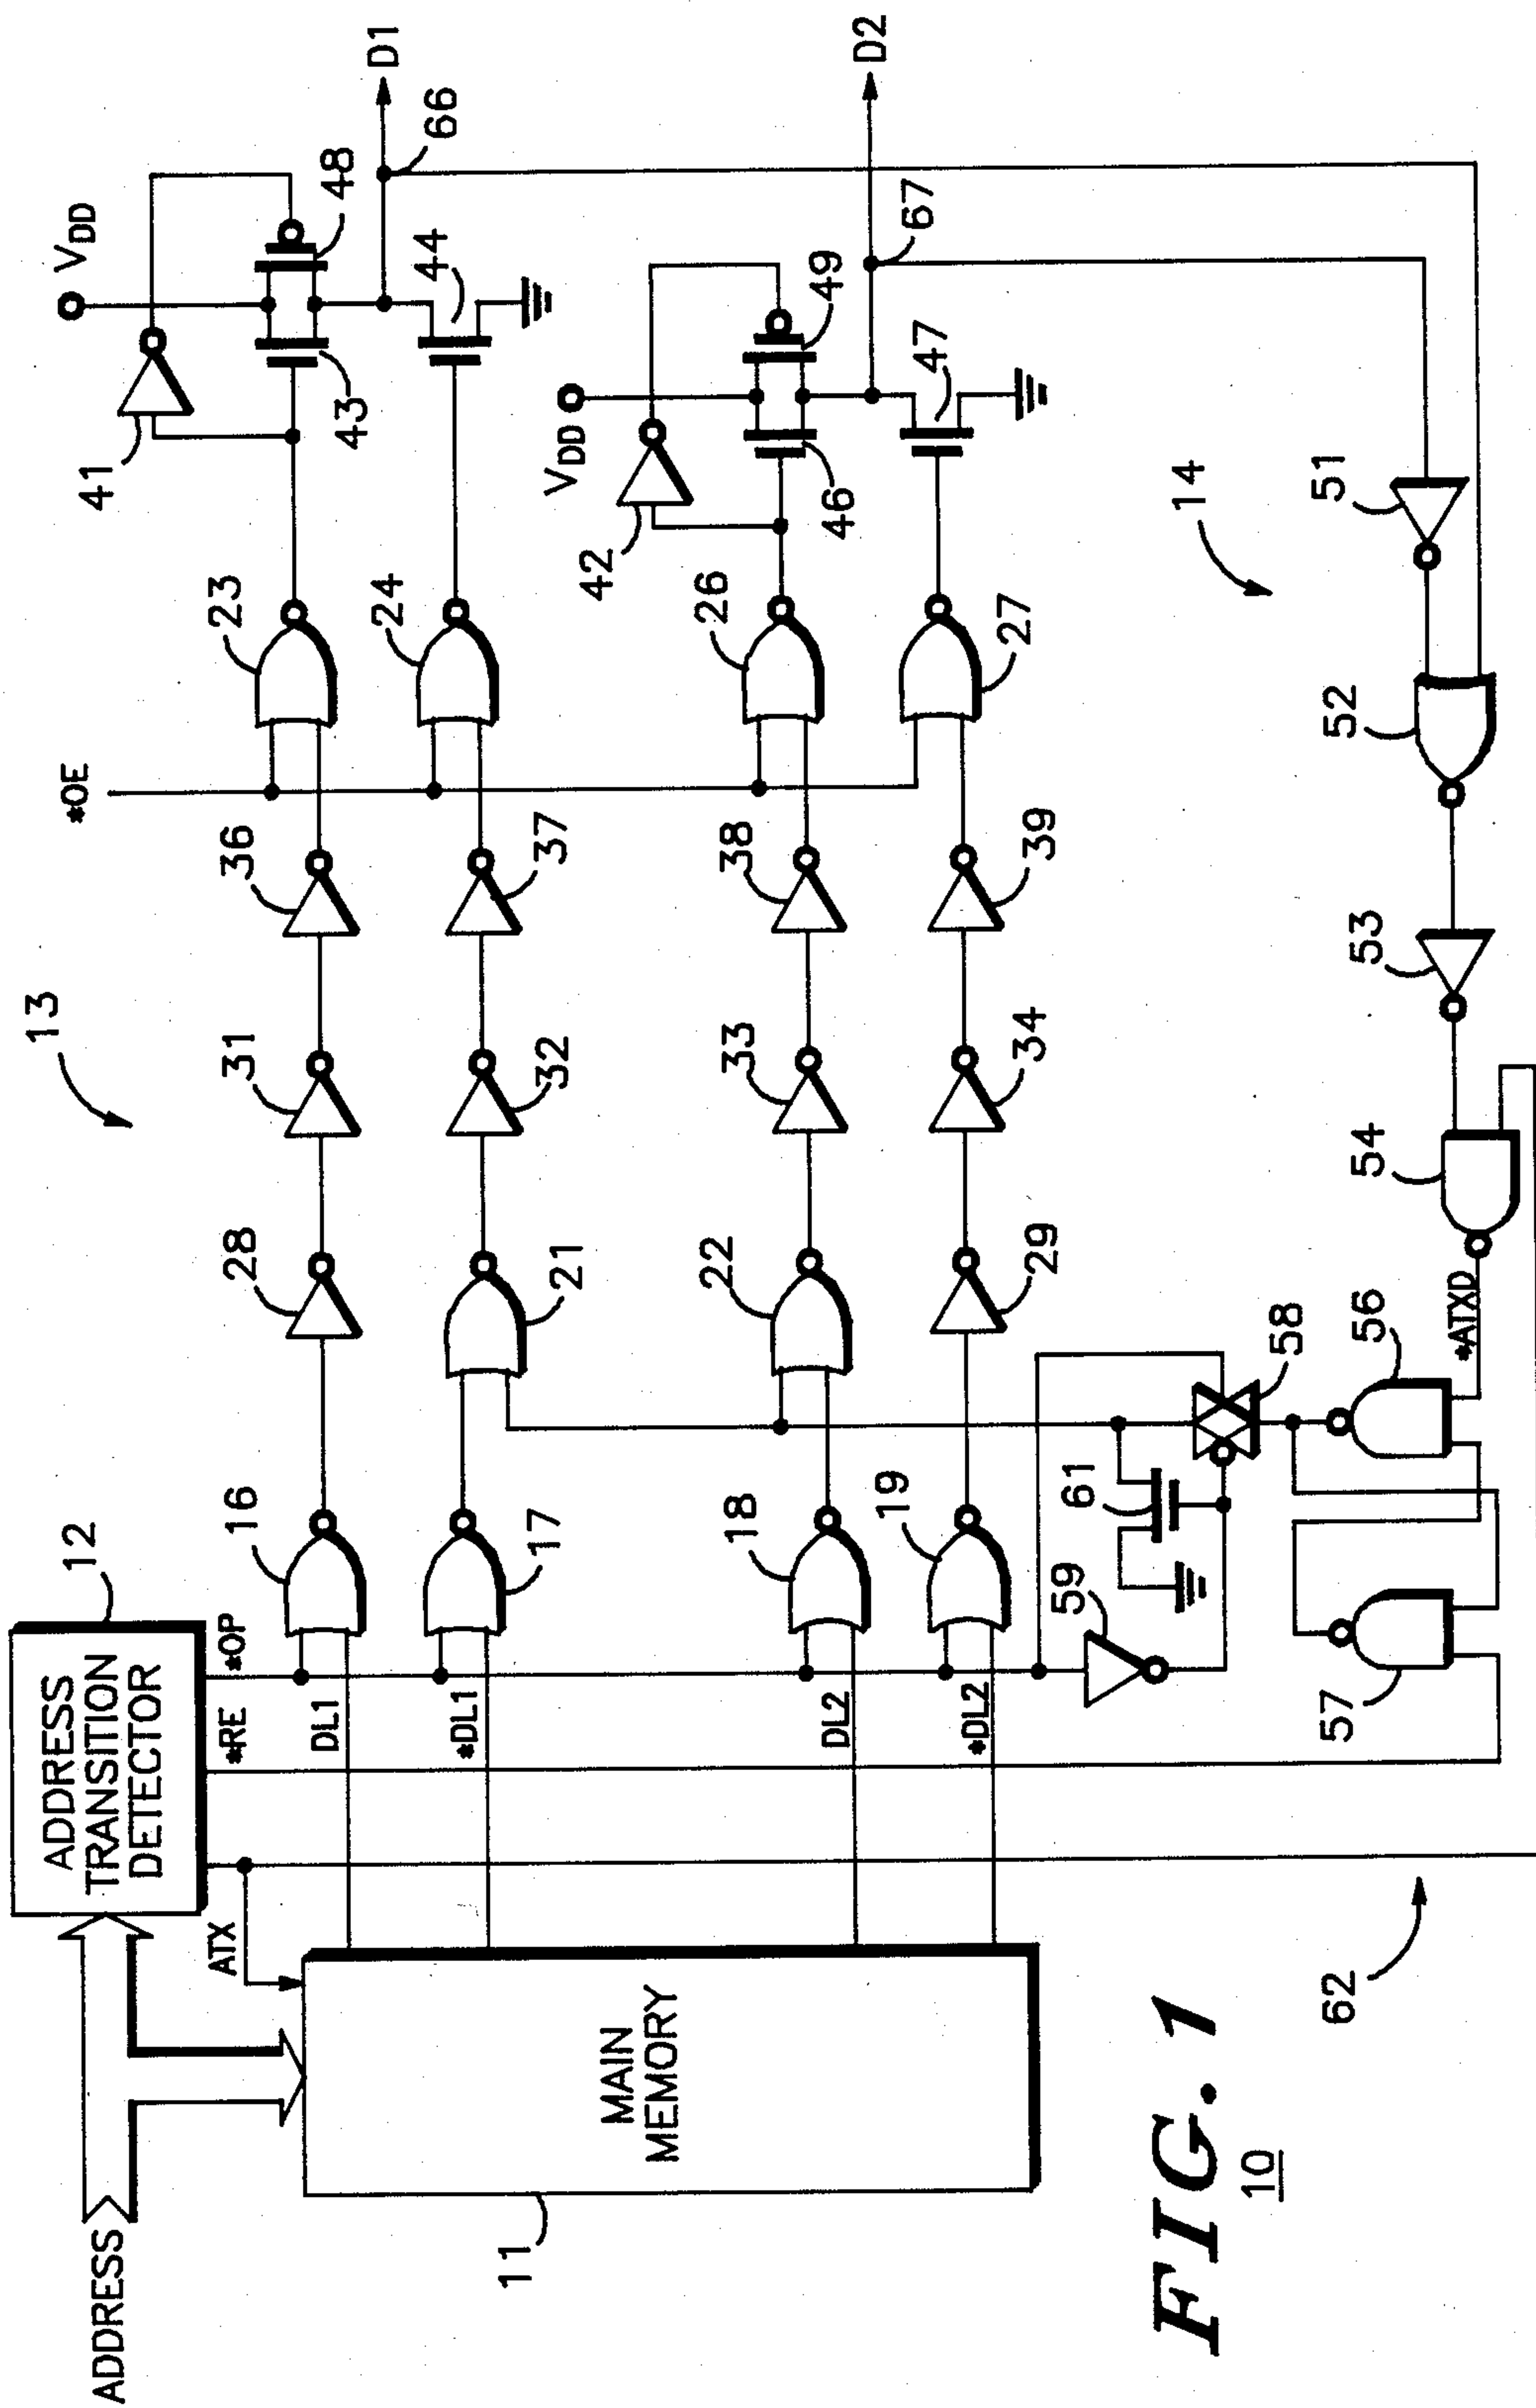 ADDRESS
ADDRESS
TRANSITION
DETECTOR
12
ATX
*RE
*OP
MAIN
MEMORY
11
DL1
*DL1
DL2
*DL2
16
17
18
19
13
28
21
22
29
31
32
33
34
36
37
38
39
*OE
23
24
26
27
41
42
VDD
VDD
43
48
44
46
49
47
66
67
D1
D2
14
51
52
53
54
*ATXD
56
57
58
59
61
62
FIG. 1
10